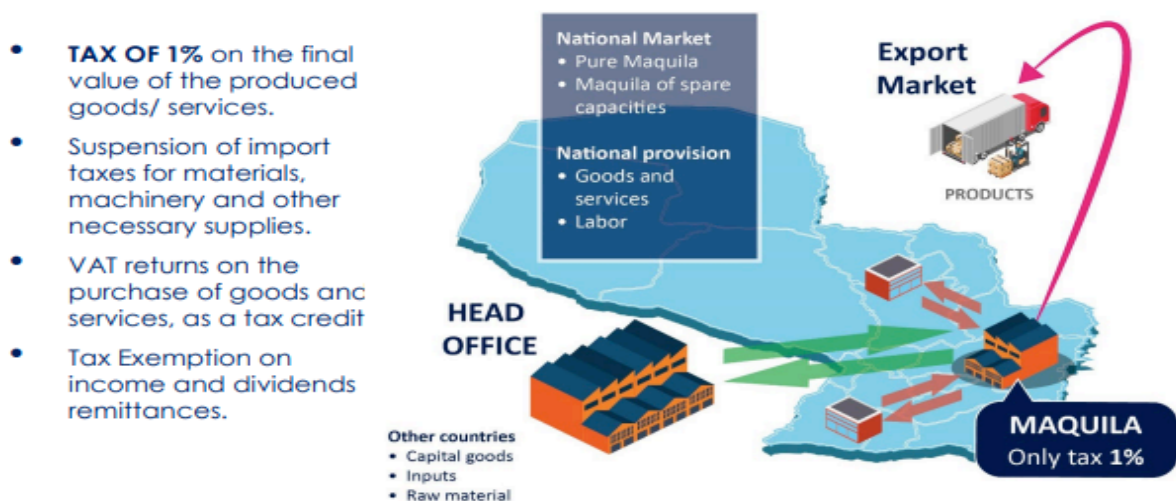 • TAX OF 1% on the final
value of the produced
goods/ services.
• Suspension of import
taxes for materials,
machinery and other
necessary supplies.
• VAT returns on the
purchase of goods anc
services, as a tax credit
• Tax Exemption on
income and dividends
remittances.
National Market
• Pure Maquila
• Maquila of spare
capacities
National provision
• Goods and
services
• Labor
Export
Market
PRODUCTS
HEAD
OFFICE
Other countries
• Capital goods
• Inputs
• Raw material
MAQUILA
Only tax 1%